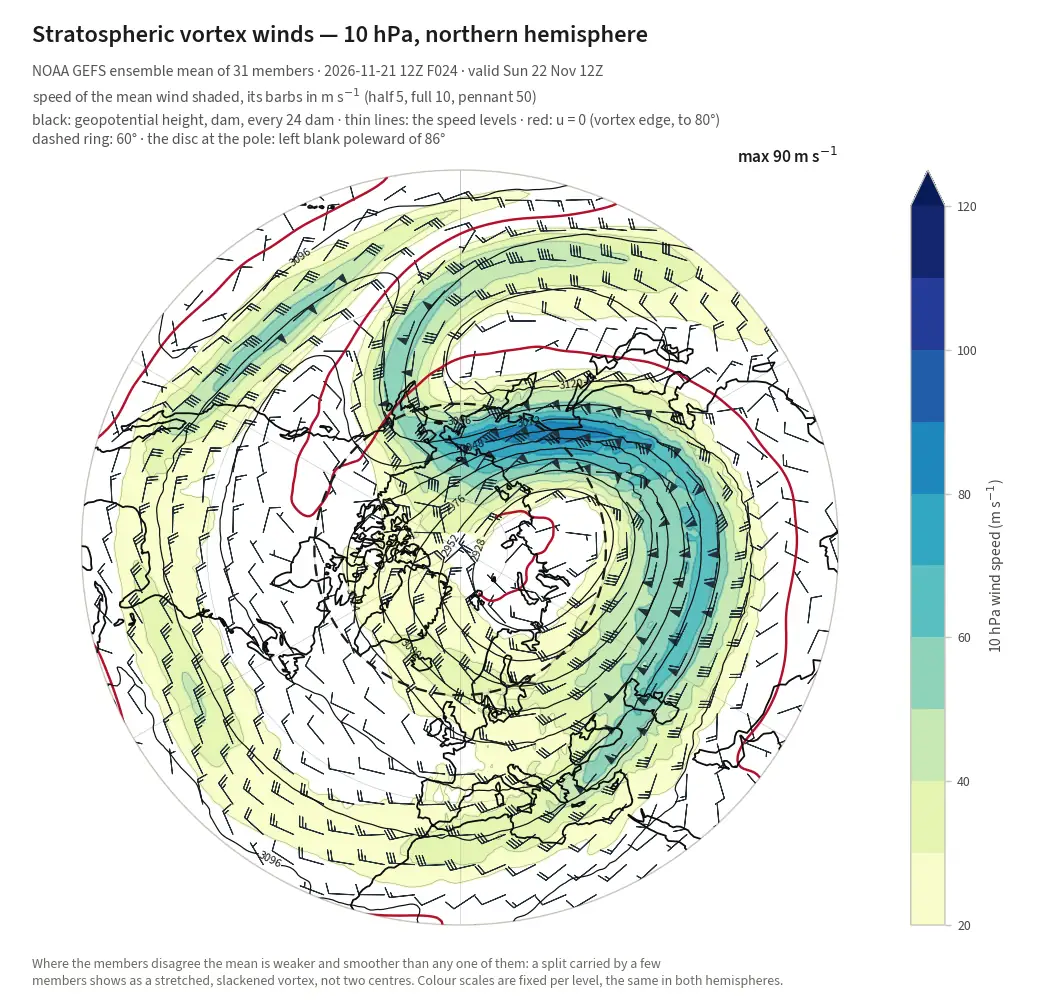 Stratospheric vortex winds — 10 hPa, northern hemisphere
NOAA GEFS ensemble mean of 31 members · 2026-11-21 12Z F024 · valid Sun 22 Nov 12Z
speed of the mean wind shaded, its barbs in m s⁻¹ (half 5, full 10, pennant 50)
black: geopotential height, dam, every 24 dam · thin lines: the speed levels · red: u = 0 (vortex edge, to 80°)
dashed ring: 60° · the disc at the pole: left blank poleward of 86°
max 90 m s⁻¹
3096
3120
2976
2952
2928
3096
120
100
80
60
40
20
10 hPa wind speed (m s⁻¹)
Where the members disagree the mean is weaker and smoother than any one of them: a split carried by a few
members shows as a stretched, slackened vortex, not two centres. Colour scales are fixed per level, the same in both hemispheres.